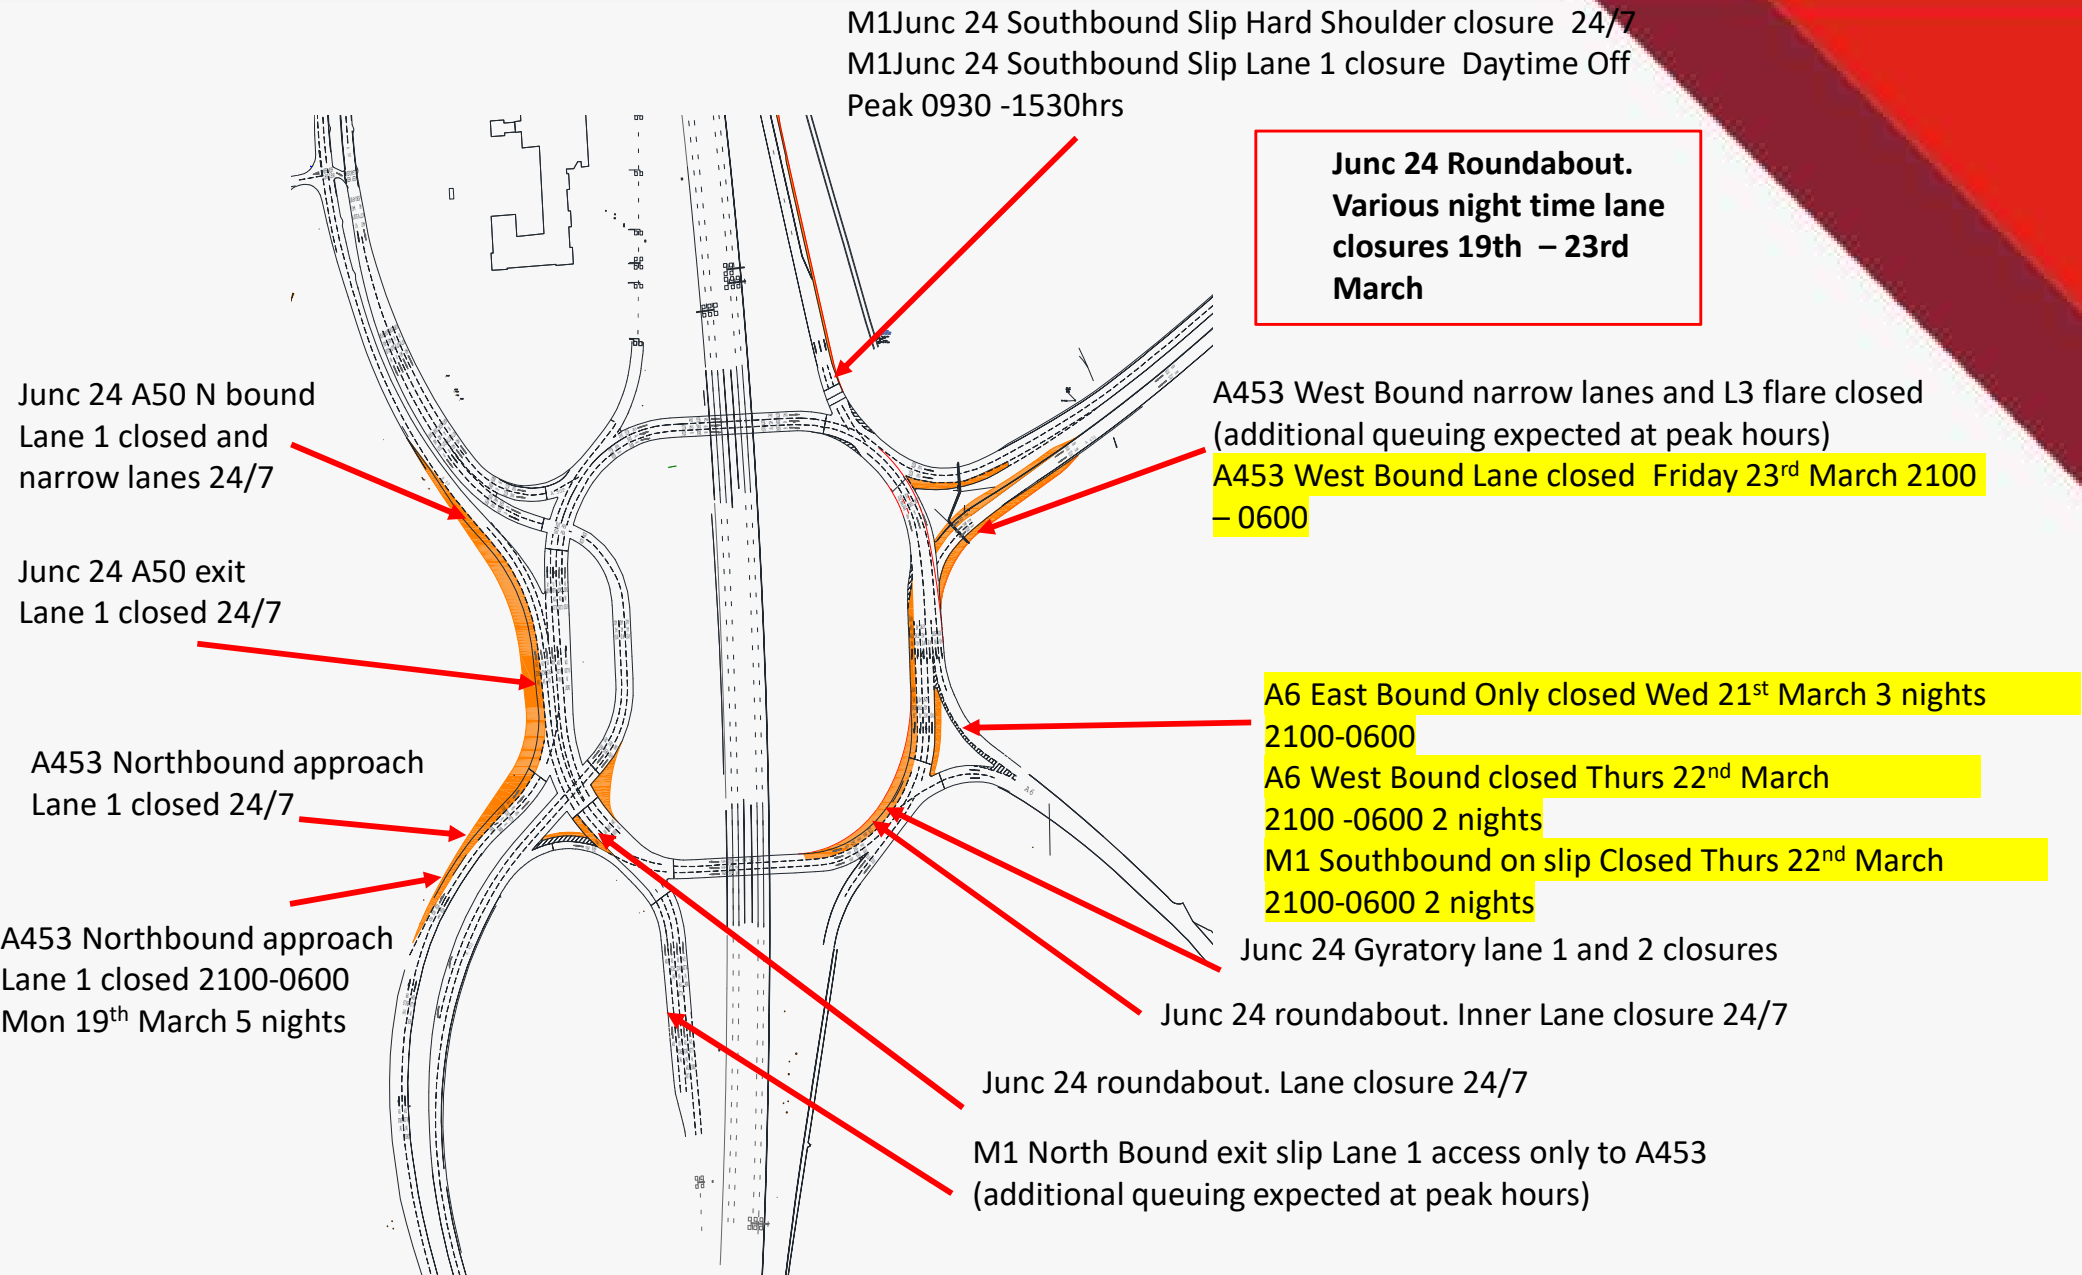 M1Junc 24 Southbound Slip Hard Shoulder closure  24/7
M1Junc 24 Southbound Slip Lane 1 closure  Daytime Off
Peak 0930 -1530hrs
Junc 24 Roundabout.
Various night time lane
closures 19th  – 23rd
March
Junc 24 A50 N bound
Lane 1 closed and
narrow lanes 24/7
A453 West Bound narrow lanes and L3 flare closed
(additional queuing expected at peak hours)
A453 West Bound Lane closed  Friday 23rd March 2100
– 0600
Junc 24 A50 exit
Lane 1 closed 24/7
A6 East Bound Only closed Wed 21st March 3 nights
2100-0600
A6 West Bound closed Thurs 22nd March
2100 -0600 2 nights
M1 Southbound on slip Closed Thurs 22nd March
2100-0600 2 nights
A453 Northbound approach
Lane 1 closed 24/7
A6
A453 Northbound approach
Lane 1 closed 2100-0600
Mon 19th March 5 nights
Junc 24 Gyratory lane 1 and 2 closures
Junc 24 roundabout. Inner Lane closure 24/7
Junc 24 roundabout. Lane closure 24/7
M1 North Bound exit slip Lane 1 access only to A453
(additional queuing expected at peak hours)